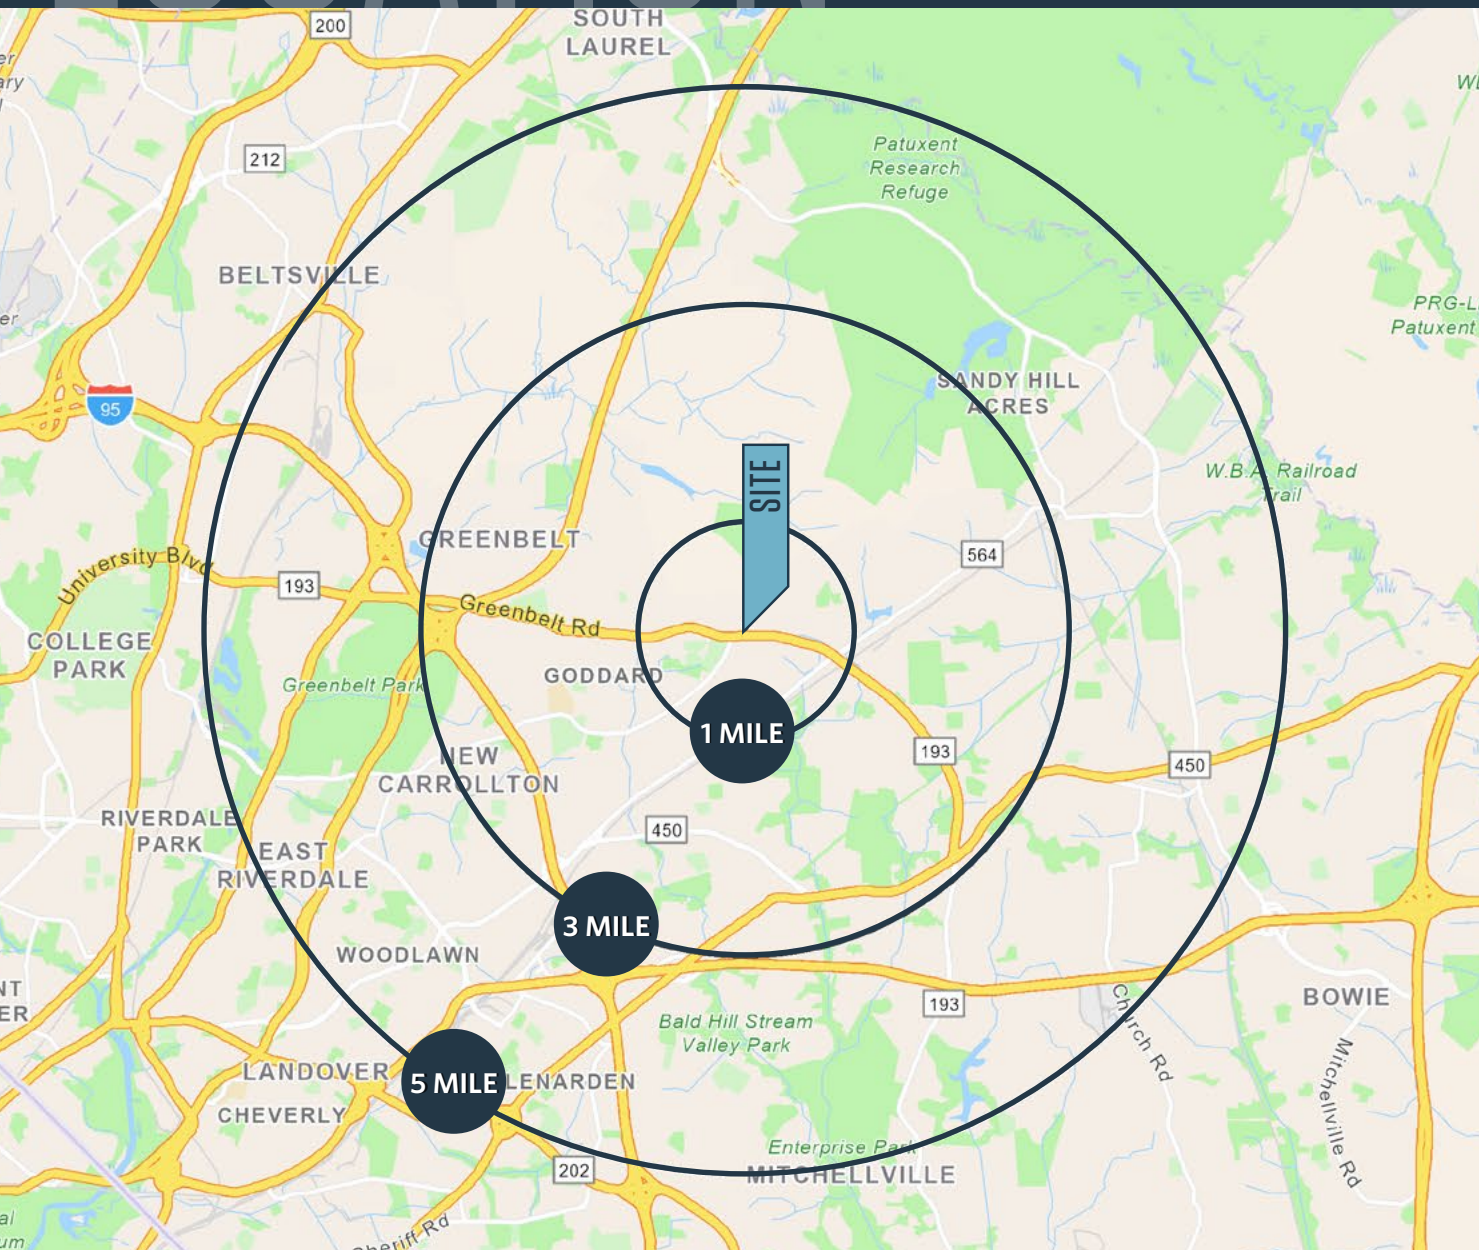 200
SOUTH
LAUREL
212
Patuxent
Research
Refuge
BELTSVILLE
PRG-L
Patuxent
95
SANDY HILL
ACRES
W.B.A. Railroad
Trail
SITE
GREENBELT
564
University Blvd
193
Greenbelt Rd
COLLEGE
PARK
GODDARD
Greenbelt Park
1 MILE
193
450
NEW
CARROLLTON
RIVERDALE
PARK
450
EAST
RIVERDALE
3 MILE
WOODLAWN
193
BOWIE
Church Rd
Bald Hill Stream
Valley Park
Mitchellville Rd
LANDOVER
5 MILE
LENARDEN
CHEVERLY
Enterprise Park
MITCHELLVILLE
202
Sheriff Rd